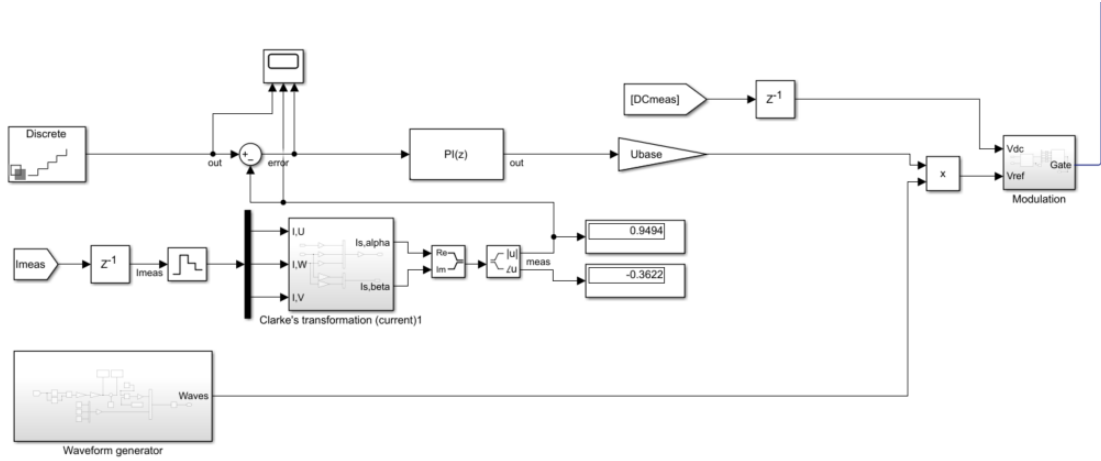 Discrete
out
+
-
error
PI(z)
out
[DCmeas]
Z-1
Ubase
x
Vdc
Vref
Gate
Modulation
Imeas
Z-1
Imeas
I,U
I,W
I,V
Is,alpha
Is,beta
Clarke's transformation (current)1
Re
Im
|u|
∠u
meas
0.9494
-0.3622
Waves
Waveform generator